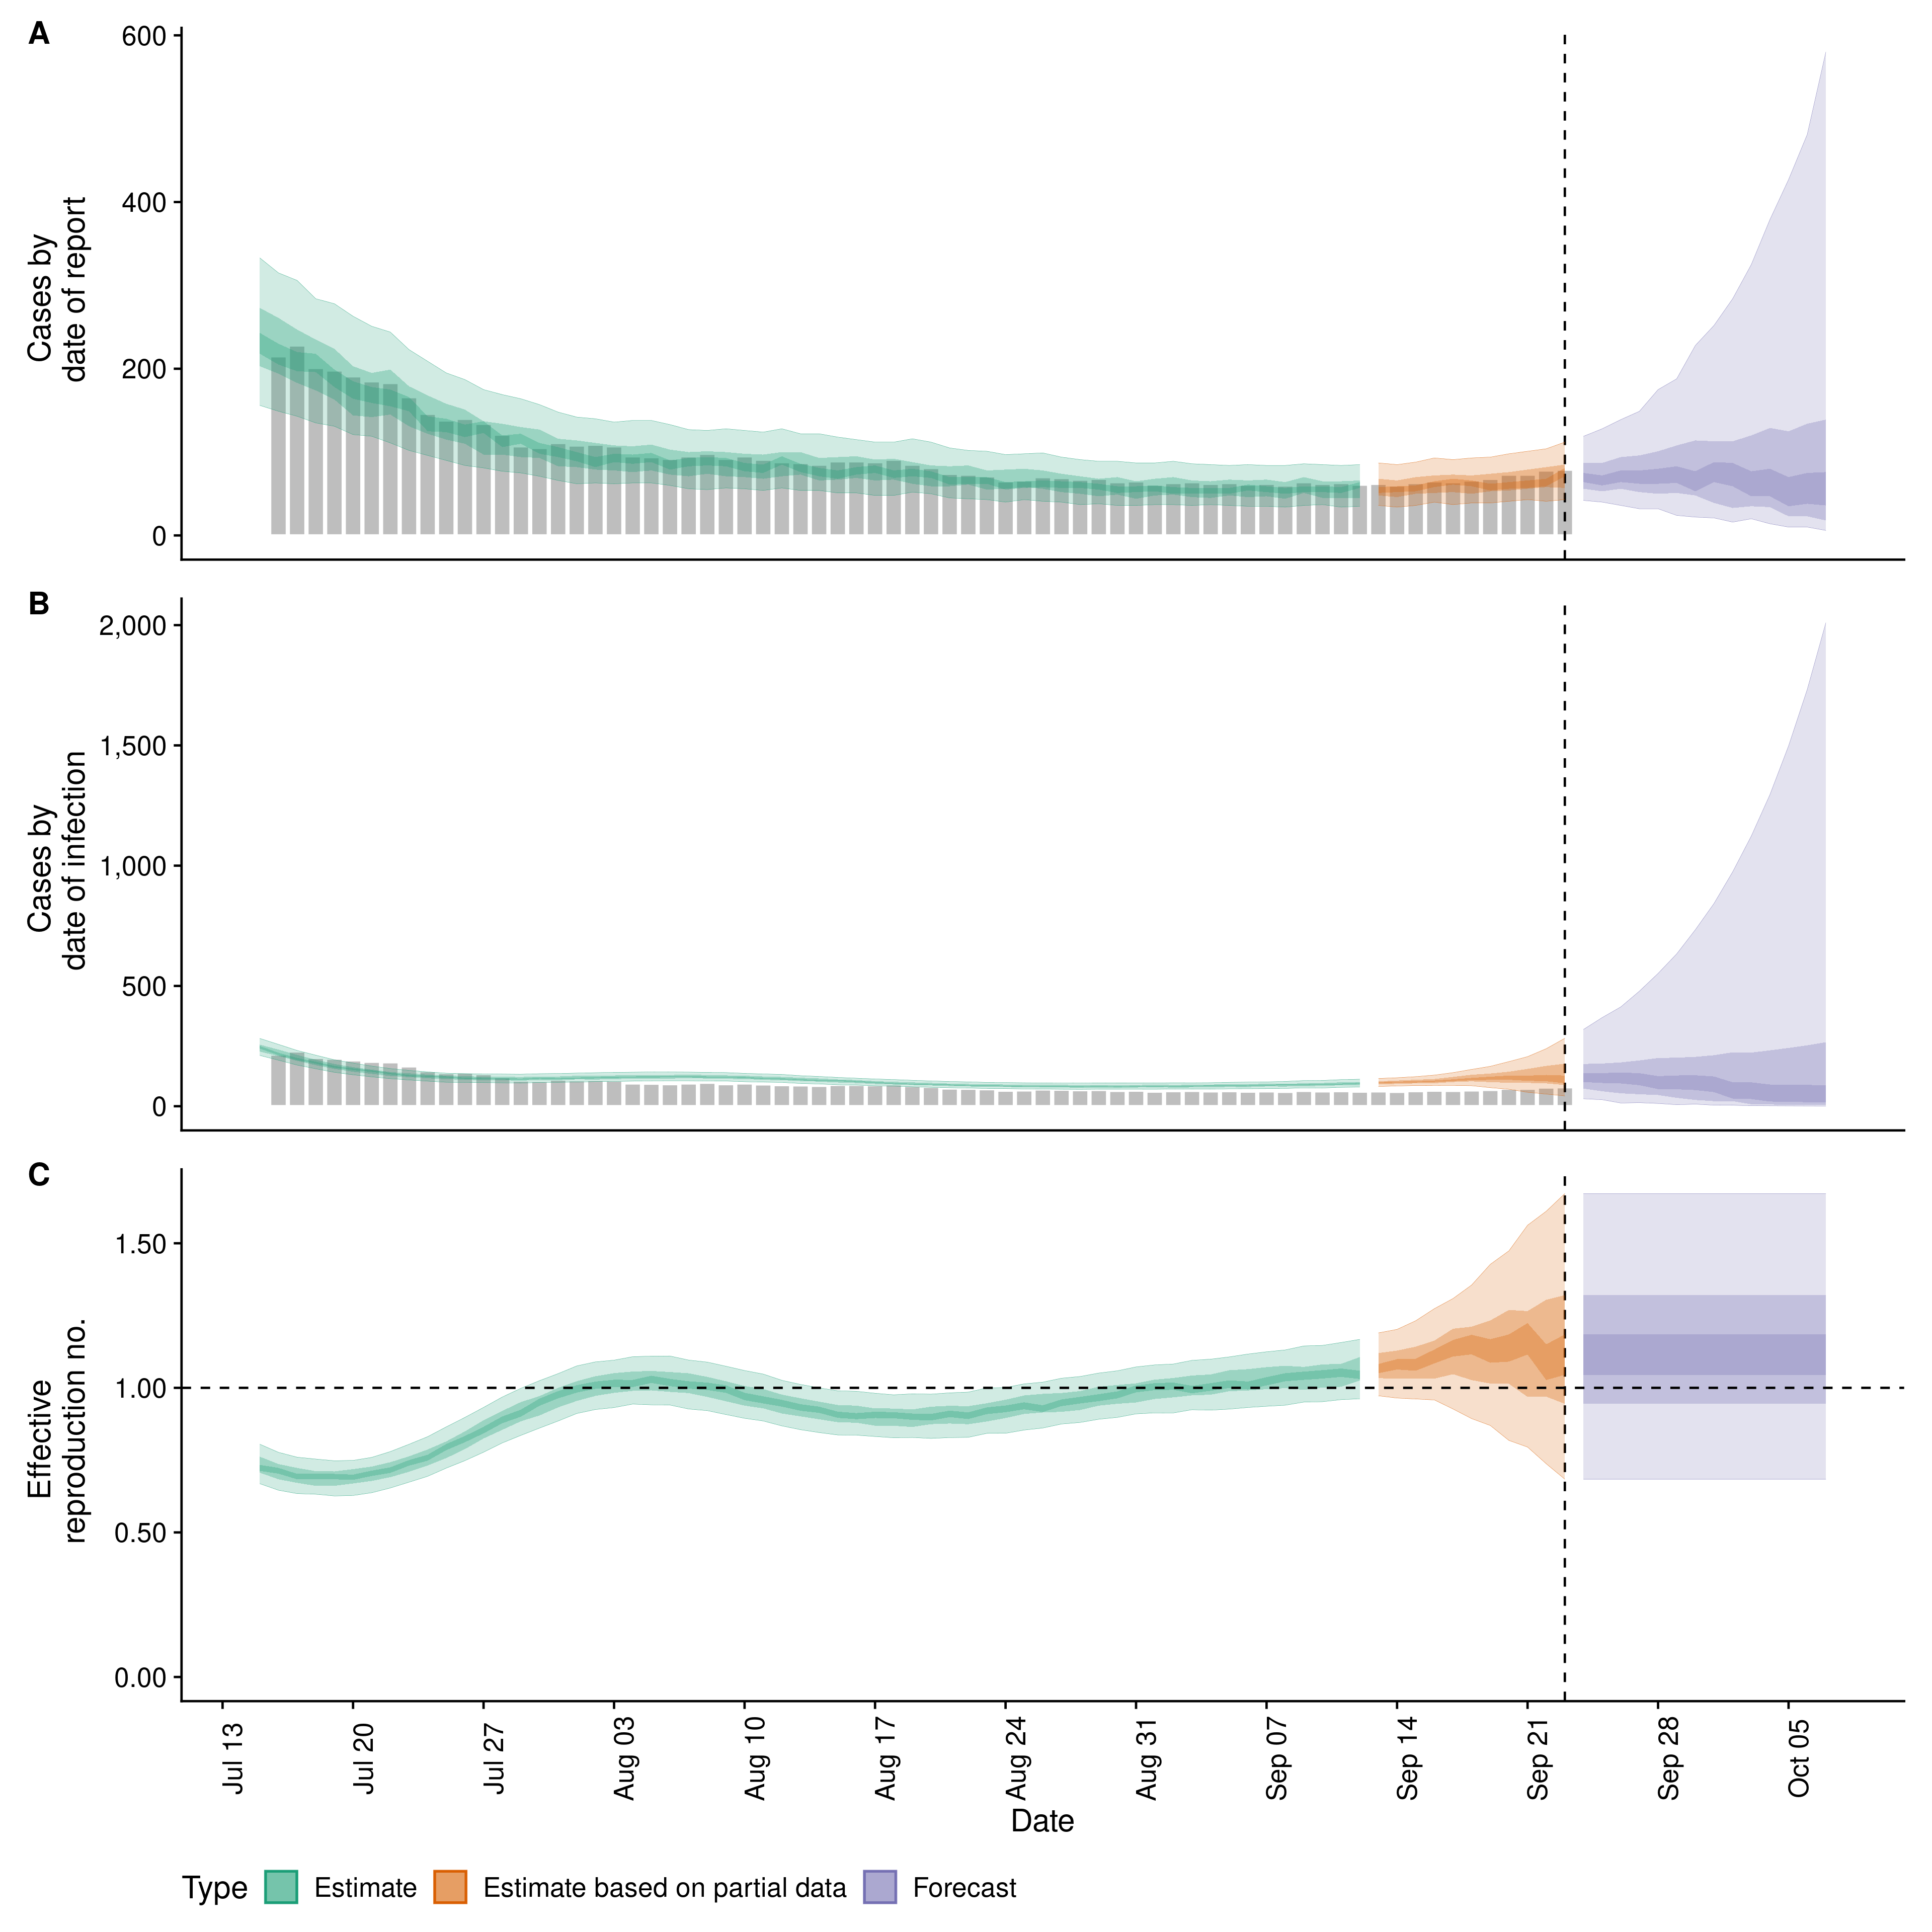 A
600
400
200
0
Cases by
date of report
B
2,000
1,500
1,000
500
0
Cases by
date of infection
C
1.50
1.00
0.50
0.00
Effective
reproduction no.
Jul 13
Jul 20
Jul 27
Aug 03
Aug 10
Aug 17
Aug 24
Aug 31
Sep 07
Sep 14
Sep 21
Sep 28
Oct 05
Date
Type Estimate Estimate based on partial data Forecast